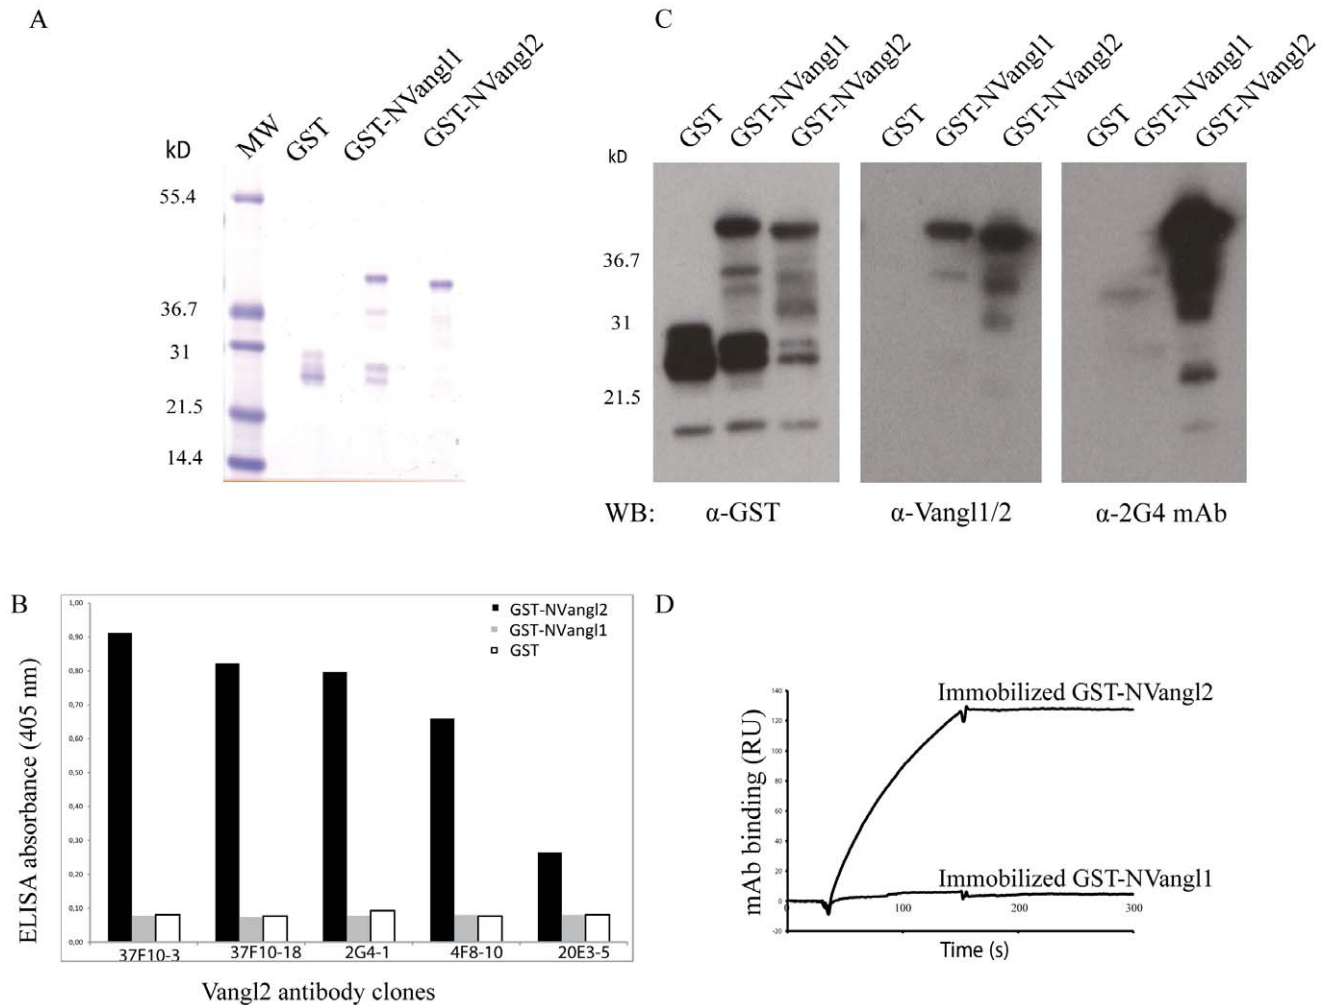 A
kD
MW
GST
GST-NVangl1
GST-NVangl2
55.4
36.7
31
21.5
14.4
C
GST
GST-NVangl1
GST-NVangl2
GST
GST-NVangl1
GST-NVangl2
GST
GST-NVangl1
GST-NVangl2
kD
36.7
31
21.5
WB:
α-GST
α-Vangl1/2
α-2G4 mAb
B
ELISA absorbance (405 nm)
1,00
0,90
0,80
0,70
0,60
0,50
0,40
0,30
0,20
0,10
0,00
GST-NVangl2
GST-NVangl1
GST
37F10-3
37F10-18
2G4-1
4F8-10
20E3-5
Vangl2 antibody clones
D
mAb binding (RU)
140
120
100
80
60
40
20
0
-20
Immobilized GST-NVangl2
Immobilized GST-NVangl1
0
100
200
300
Time (s)